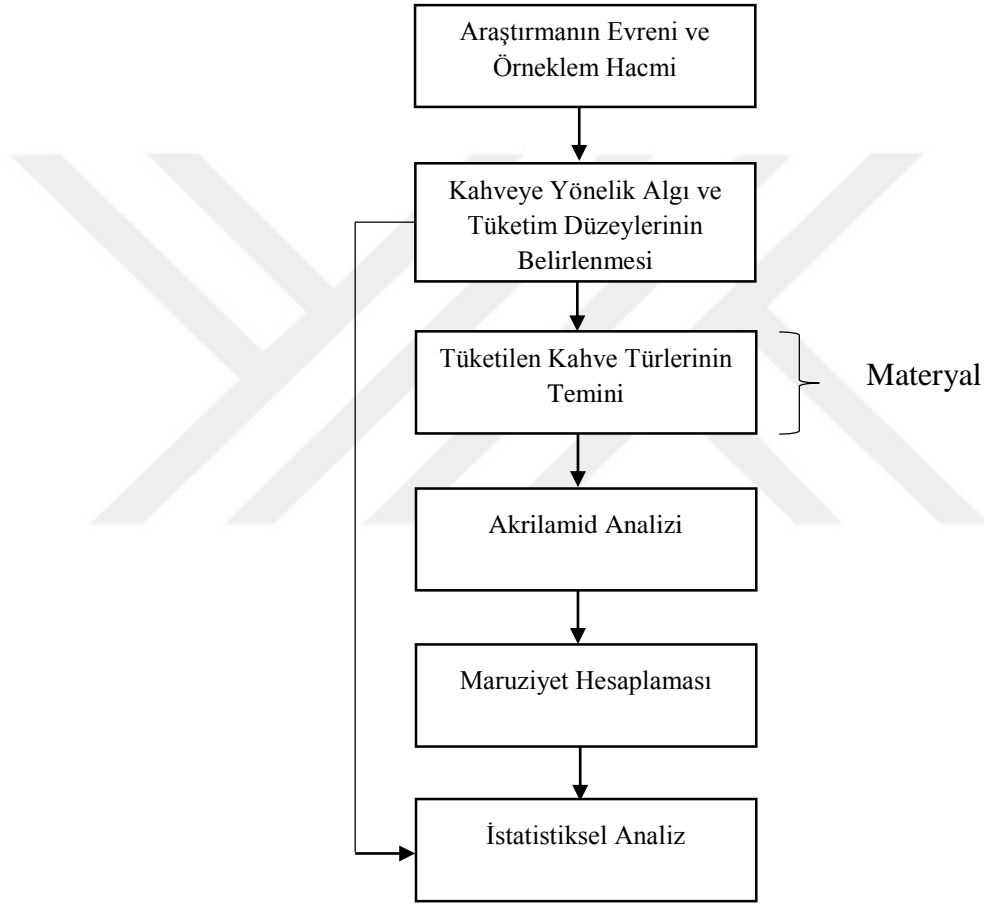 Araştırmanın Evreni ve
Örneklem Hacmi
Kahveye Yönelik Algı ve
Tüketim Düzeylerinin
Belirlenmesi
Tüketilen Kahve Türlerinin
Temini
Materyal
Akrilamid Analizi
Maruziyet Hesaplaması
İstatistiksel Analiz